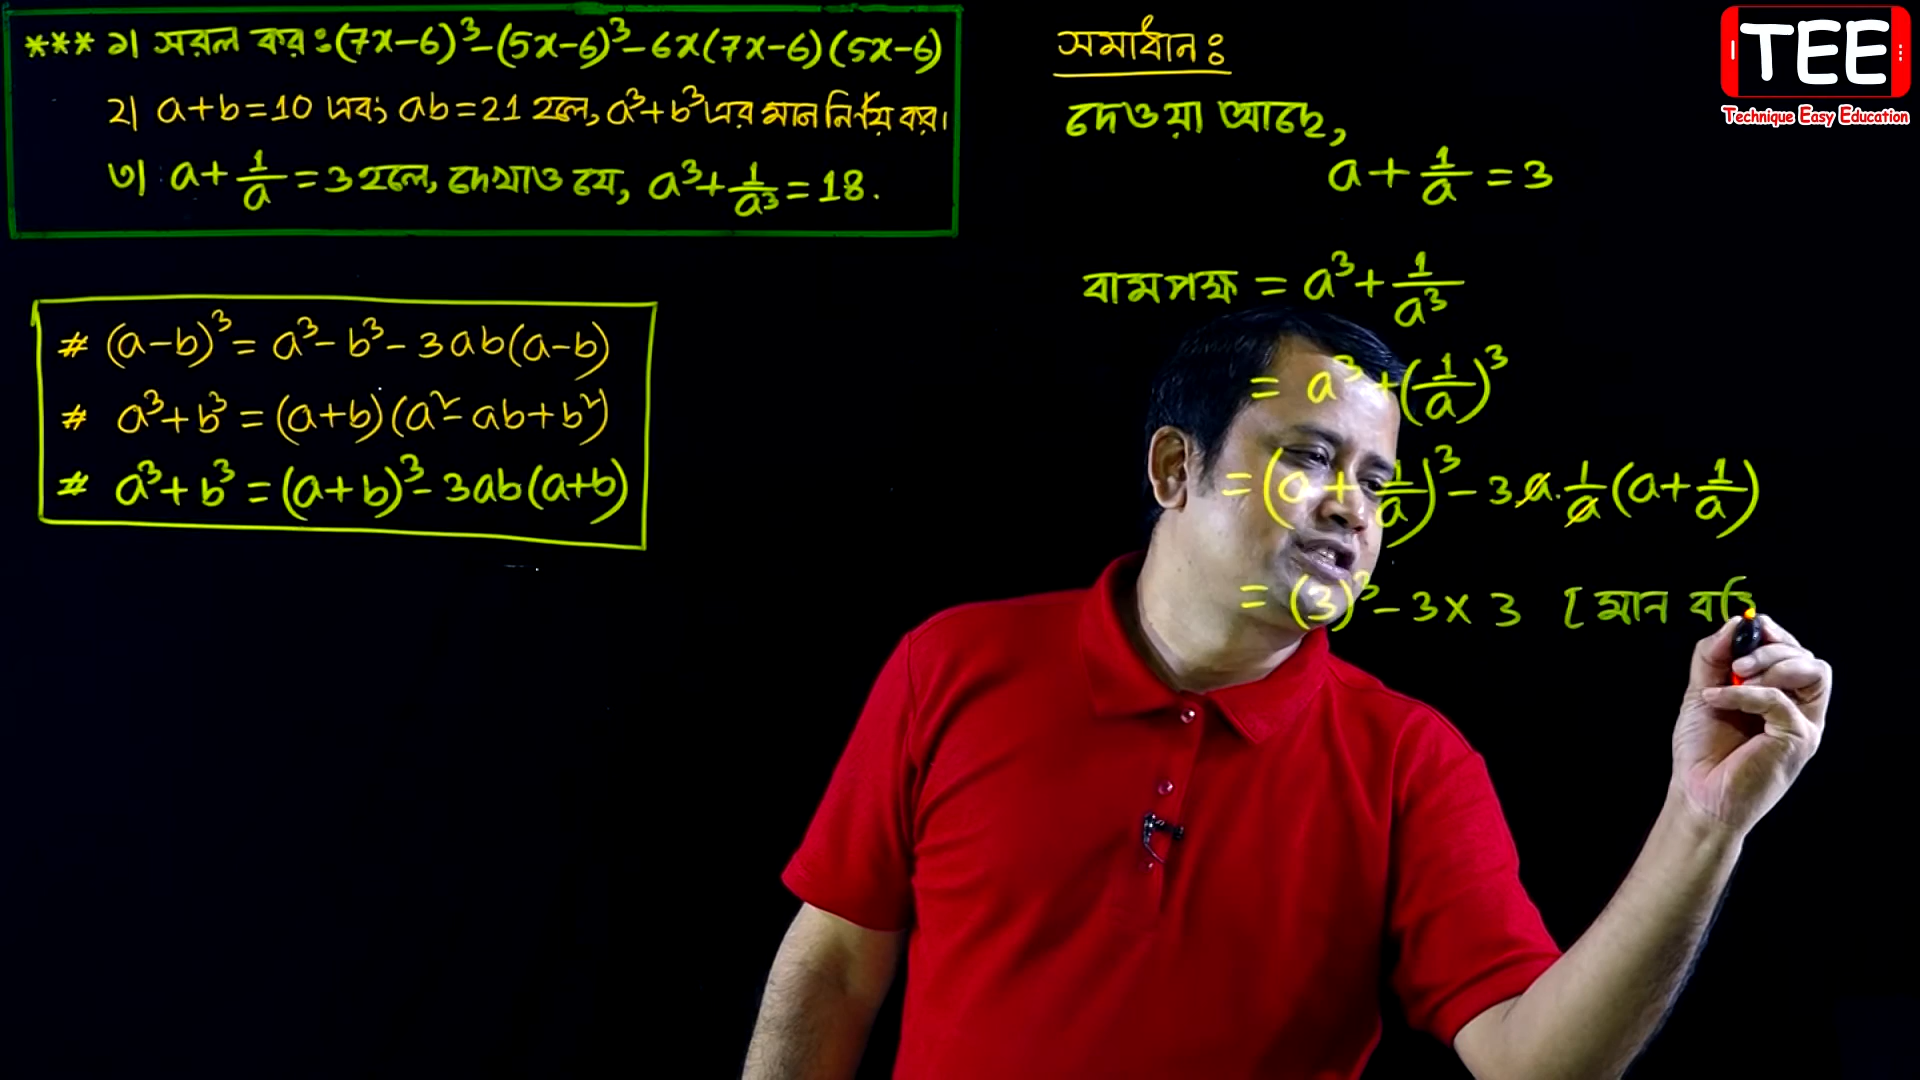 *** ১। সরল কর : (7x-6)³-(5x-6)³-6x(7x-6)(5x-6)
২। a+b=10 এবং ab=21 হলে, a³+b³ এর মান নির্ণয় কর।
৩। a+1/a=3 হলে, দেখাও যে, a³+1/a³=18.
# (a-b)³= a³-b³-3ab(a-b)
# a³+b³=(a+b)(a²-ab+b²)
# a³+b³=(a+b)³-3ab(a+b)
সমাধান :
দেওয়া আছে,
a+1/a=3
বামপক্ষ = a³+1/a³
= a³+(1/a)³
=(a+1/a)³-3a.1/a(a+1/a)
= (3)³-3×3 [মান
TEE
Technique Easy Education